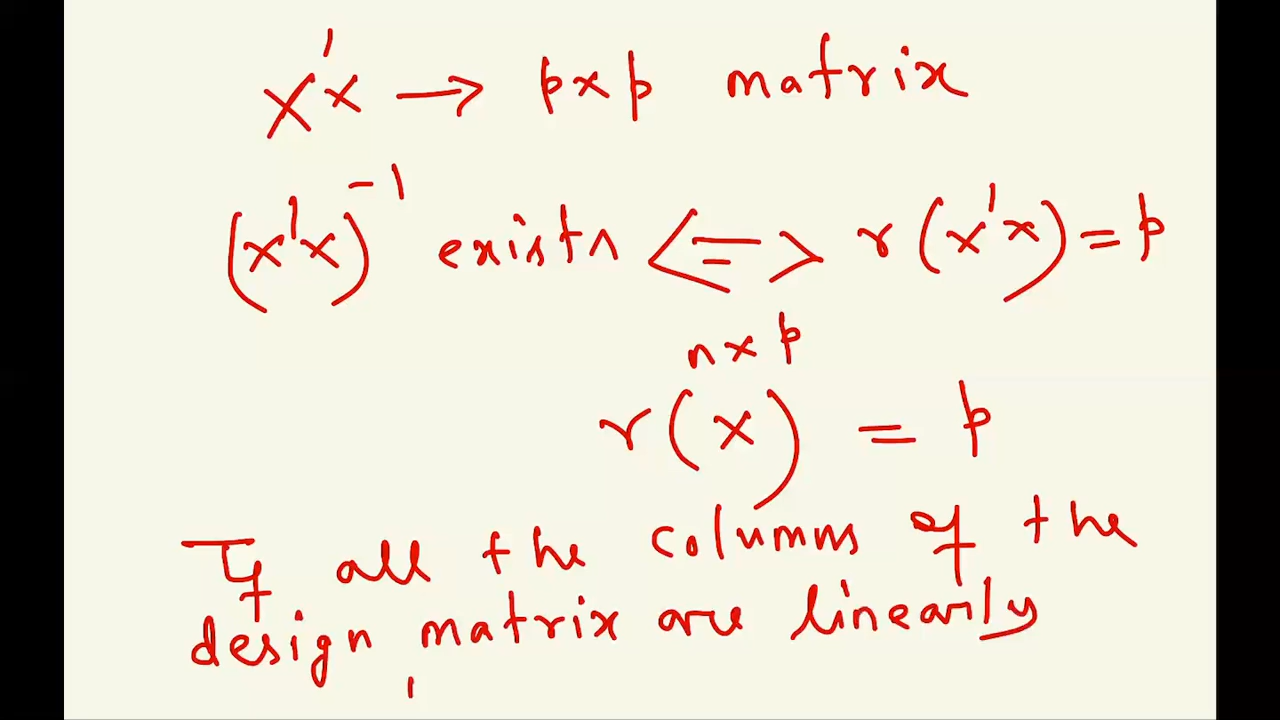 X'X → p×p matrix
(X'X)⁻¹ exists <=> r(X'X) = p
n×p
r(X) = p
If all the columns of the
design matrix are linearly